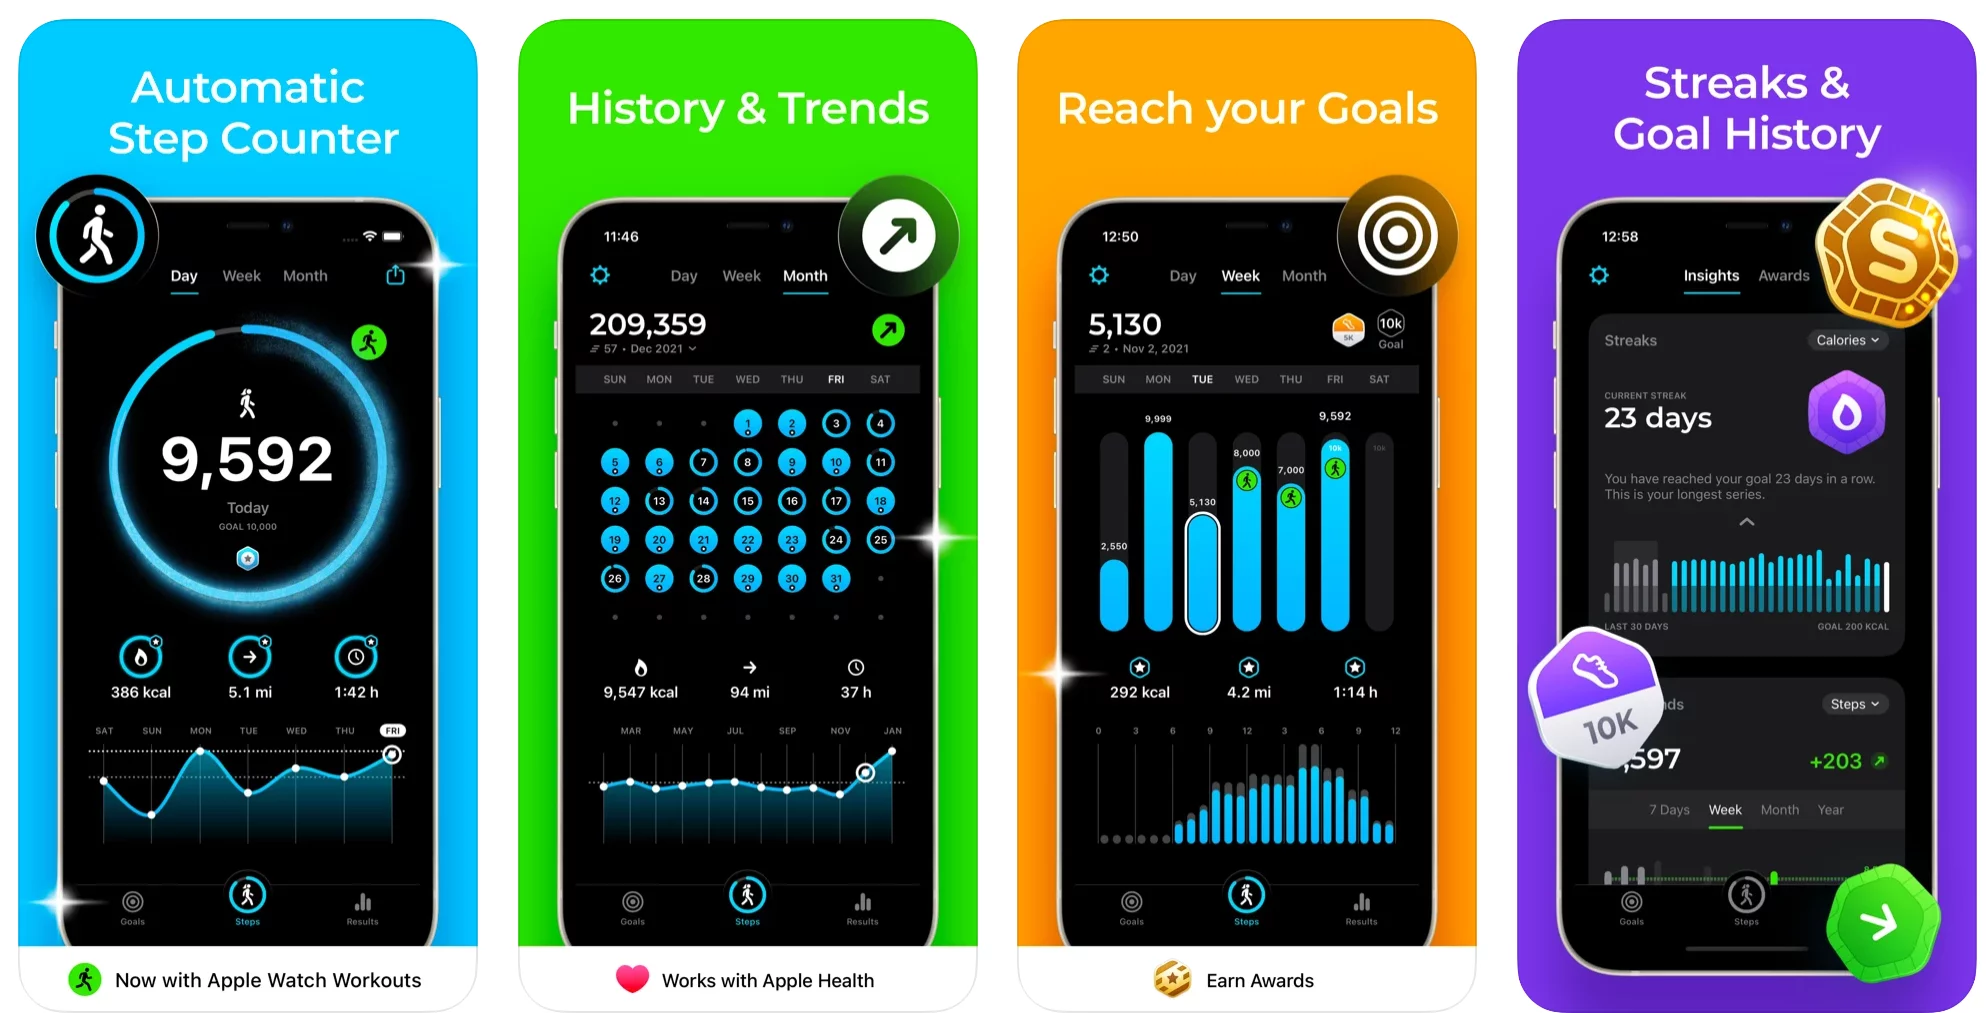 Automatic
Step Counter
Day Week Month
9,592
Today
GOAL 10,000
386 kcal 5.1 mi 1:42 h
SAT SUN MON TUE WED THU FRI
Goals Steps Results
Now with Apple Watch Workouts
History & Trends
11:46
Day Week Month
209,359
57 • Dec 2021
SUN MON TUE WED THU FRI SAT
1 2 3 4
5 6 7 8 9 10 11
12 13 14 15 16 17 18
19 20 21 22 23 24 25
26 27 28 29 30 31
9,547 kcal 94 mi 37 h
MAR MAY JUL SEP NOV JAN
Goals Steps Results
Works with Apple Health
Reach your Goals
12:50
Day Week Month
5,130
2 • Nov 2, 2021
5K
10k
Goal
SUN MON TUE WED THU FRI SAT
9,999 9,592
10k 10k
8,000
7,000
5,130
2,550
292 kcal 4.2 mi 1:14 h
0 3 6 9 12 3 6 9 12
Goals Steps Results
Earn Awards
Streaks &
Goal History
12:58
S
Insights Awards
Streaks Calories
CURRENT STREAK
23 days
You have reached your goal 23 days in a row.
This is your longest series.
LAST 30 DAYS GOAL 200 KCAL
10K
Steps
,597 +203
7 Days Week Month Year
Goals Steps